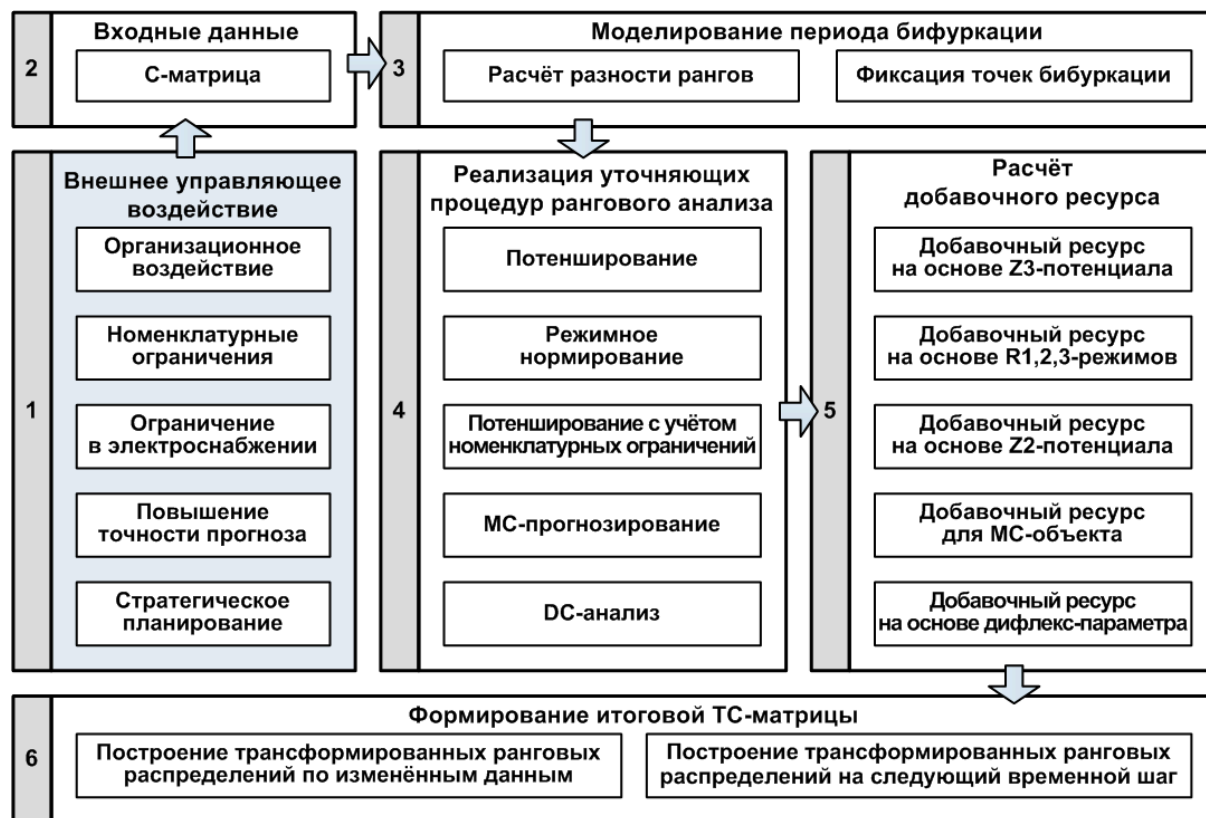 2
Входные данные
С-матрица
3
Моделирование периода бифуркации
Расчёт разности рангов
Фиксация точек бибуркации
1
Внешнее управляющее
воздействие
Организационное
воздействие
Номенклатурные
ограничения
Ограничение
в электроснабжении
Повышение
точности прогноза
Стратегическое
планирование
4
Реализация уточняющих
процедур рангового анализа
Потенширование
Режимное
нормирование
Потенширование с учётом
номенклатурных ограничений
МС-прогнозирование
DC-анализ
5
Расчёт
добавочного ресурса
Добавочный ресурс
на основе Z3-потенциала
Добавочный ресурс
на основе R1,2,3-режимов
Добавочный ресурс
на основе Z2-потенциала
Добавочный ресурс
для МС-объекта
Добавочный ресурс
на основе дифлекс-параметра
6
Формирование итоговой ТС-матрицы
Построение трансформированных ранговых
распределений по изменённым данным
Построение трансформированных ранговых
распределений на следующий временной шаг